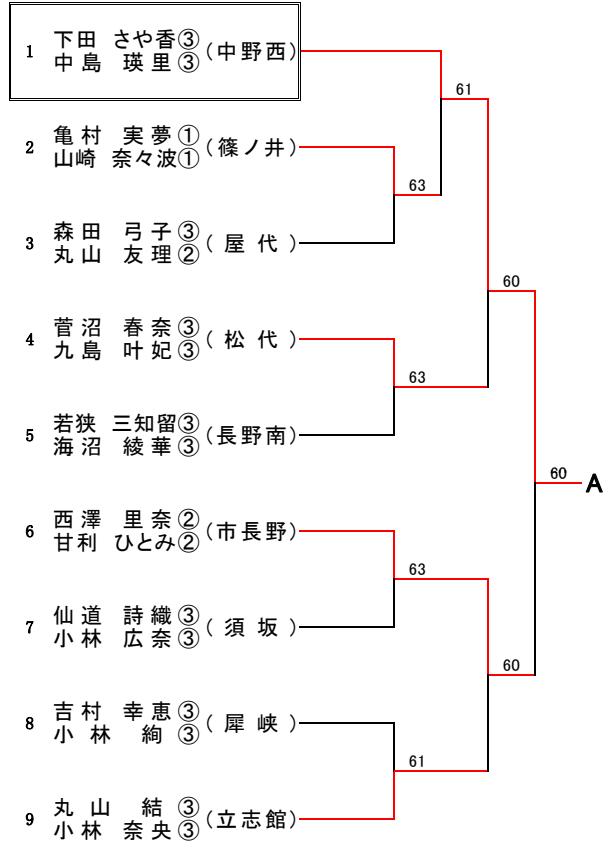 1 下田 さや香③ (中野西)
中島 瑛里③
61
2 亀村 実夢① (篠ノ井)
山崎 奈々波①
63
3 森田 弓子③ (屋代)
丸山 友理②
60
4 菅沼 春奈③ (松代)
九島 叶妃③
63
5 若狭 三知留③ (長野南)
海沼 綾華③
60 A
6 西澤 里奈② (市長野)
甘利 ひとみ②
63
7 仙道 詩織③ (須坂)
小林 広奈③
60
8 吉村 幸恵③ (犀峡)
小林 絢③
61
9 丸山 結③ (立志館)
小林 奈央③